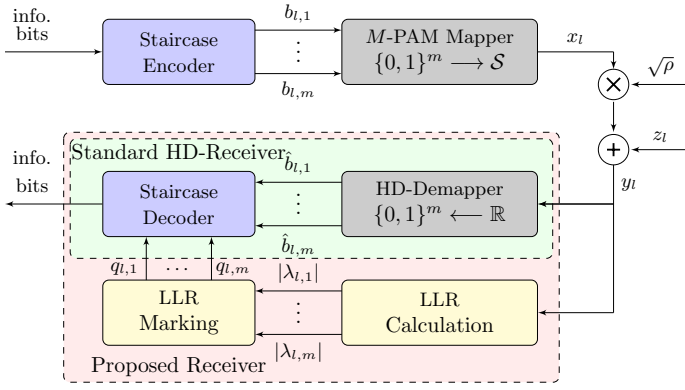 info.
bits
Staircase
Encoder
b_{l,1}
⋮
b_{l,m}
M-PAM Mapper
{0, 1}^m ⟶ 𝒮
x_l
√ρ
z_l
y_l
Standard HD-Receiver
info.
bits
Staircase
Decoder
b̂_{l,1}
⋮
b̂_{l,m}
HD-Demapper
{0, 1}^m ⟵ ℝ
q_{l,1} ⋯ q_{l,m}
LLR
Marking
|λ_{l,1}|
⋮
|λ_{l,m}|
LLR
Calculation
Proposed Receiver